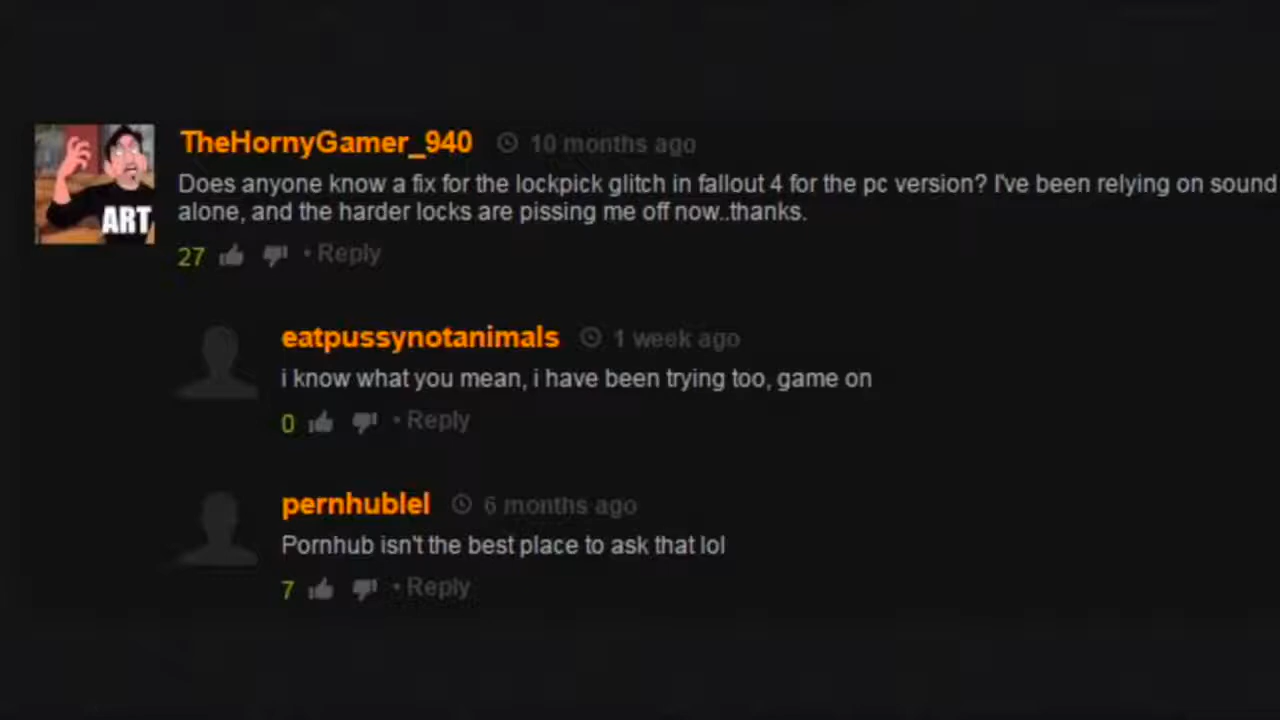 TheHornyGamer_940 10 months ago
Does anyone know a fix for the lockpick glitch in fallout 4 for the pc version? I've been relying on sound
alone, and the harder locks are pissing me off now..thanks.
ART
27 • Reply
eatpussynotanimals 1 week ago
i know what you mean, i have been trying too, game on
0 • Reply
pernhublel 6 months ago
Pornhub isn't the best place to ask that lol
7 • Reply